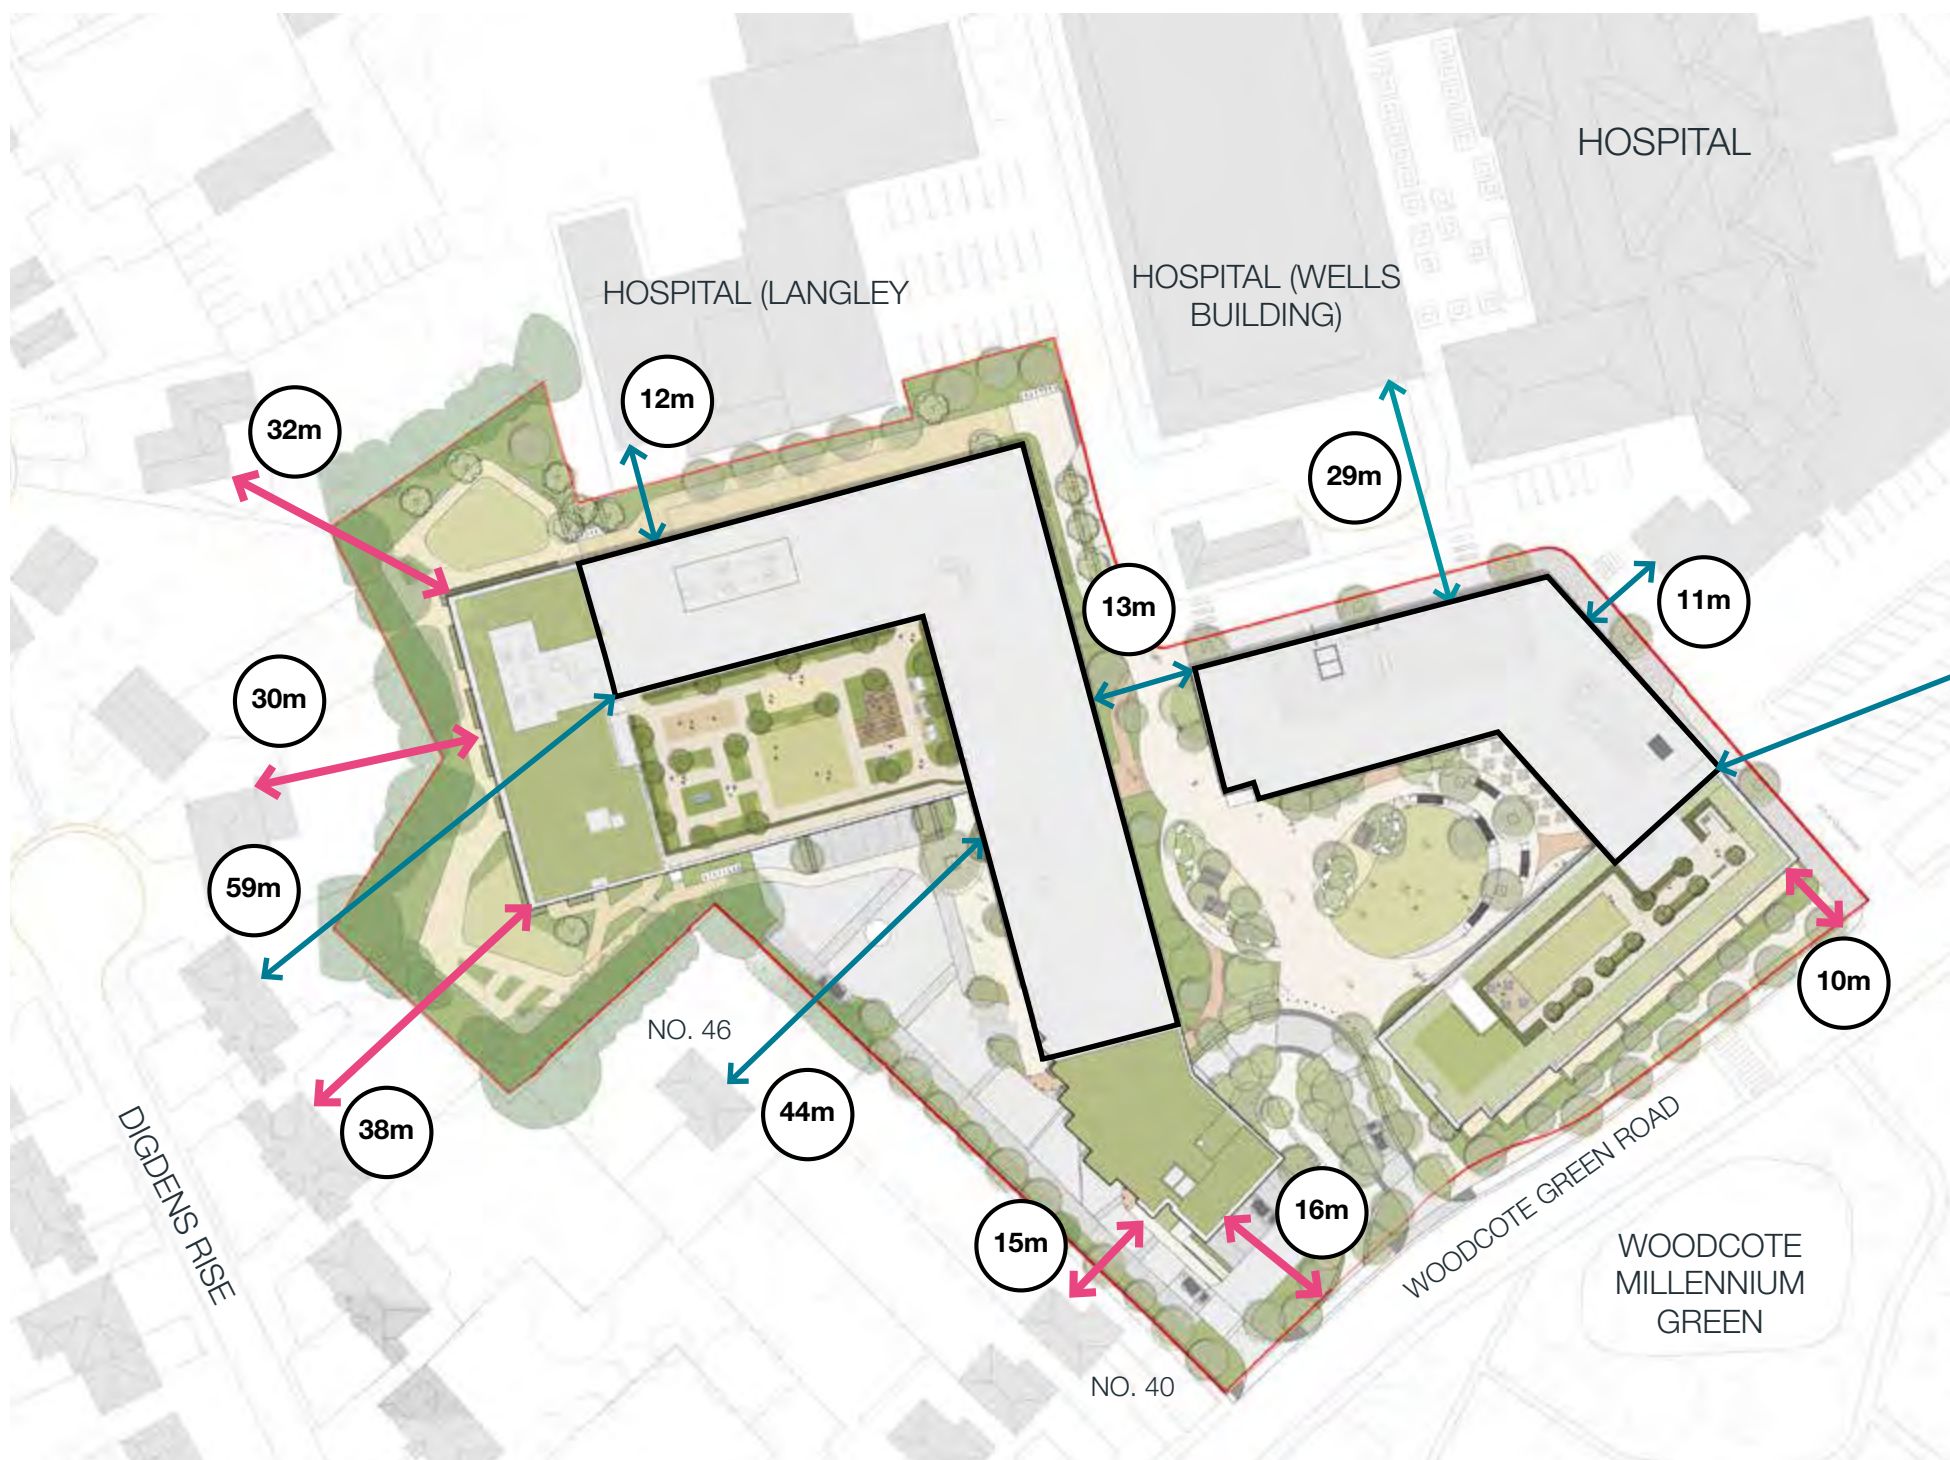 HOSPITAL
HOSPITAL (LANGLEY
HOSPITAL (WELLS
BUILDING)
12m
32m
29m
11m
13m
30m
59m
10m
NO. 46
38m
44m
DIGDENS RISE
15m
16m
WOODCOTE GREEN ROAD
WOODCOTE
MILLENNIUM
GREEN
NO. 40